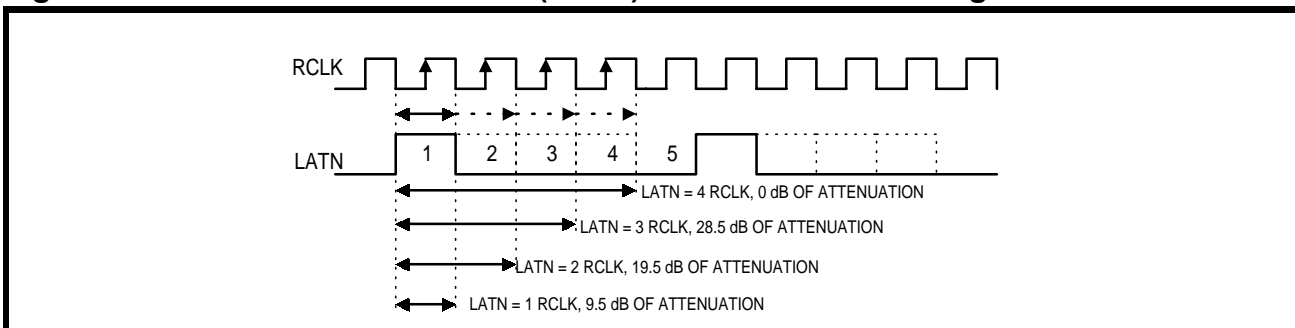 RCLK
LATN
1 2 3 4 5
LATN = 4 RCLK, 0 dB OF ATTENUATION
LATN = 3 RCLK, 28.5 dB OF ATTENUATION
LATN = 2 RCLK, 19.5 dB OF ATTENUATION
LATN = 1 RCLK, 9.5 dB OF ATTENUATION